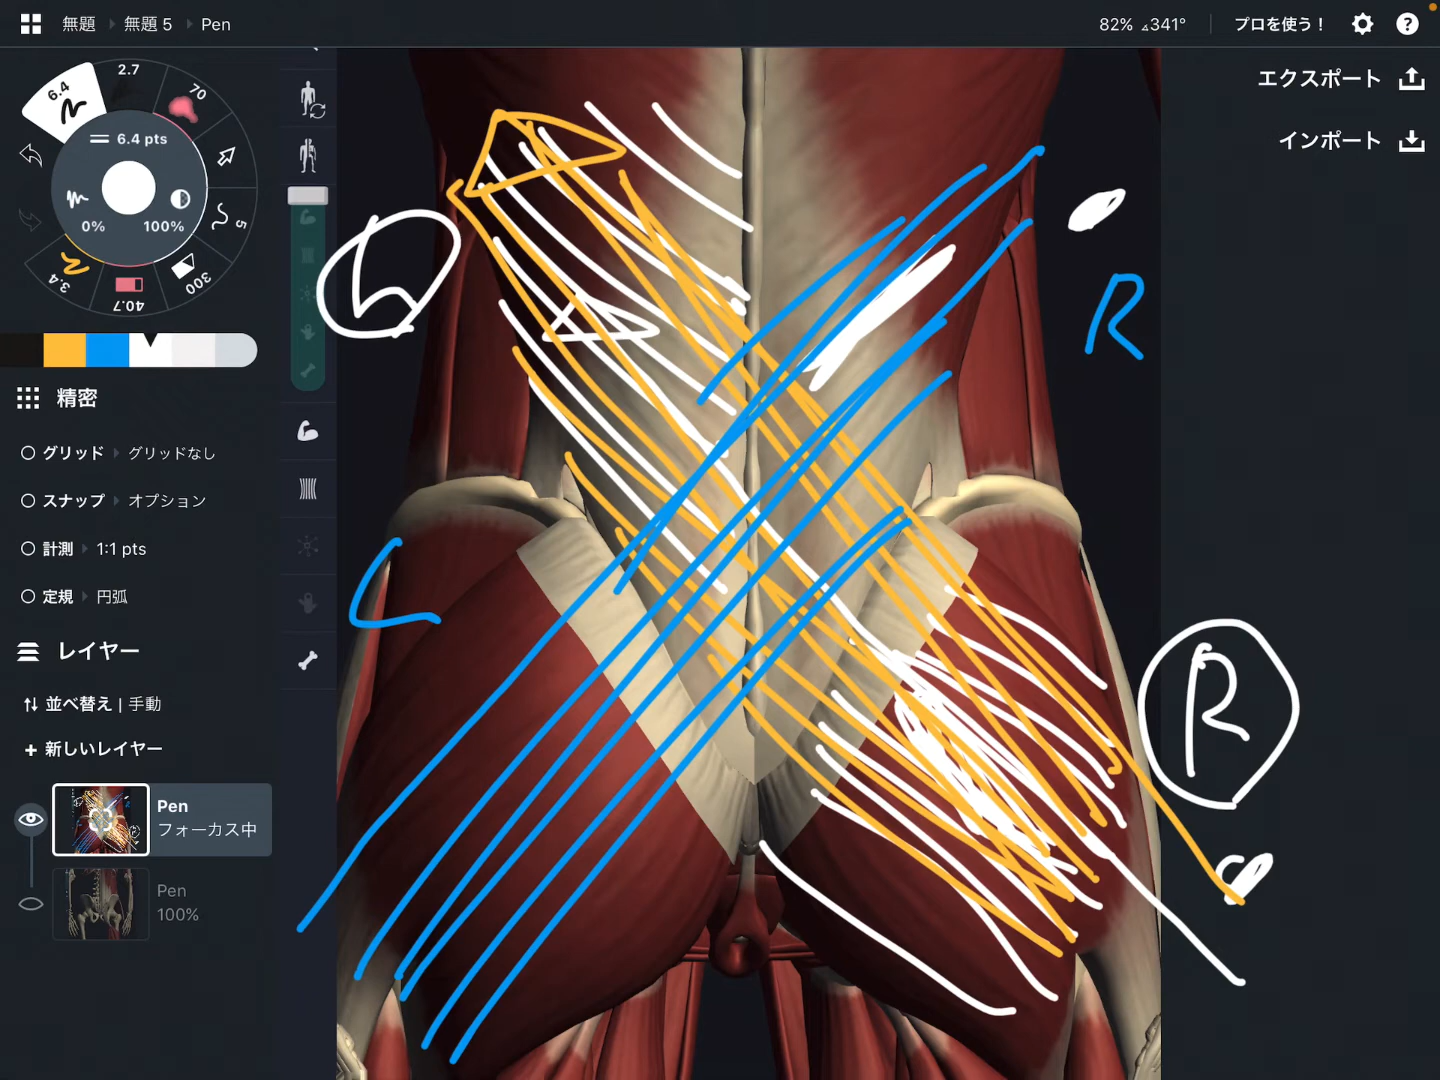 無題 無題 5 Pen
82% ⊿341° プロを使う！
エクスポート
インポート
6.4
2.7
70
5
300
40.7
3.4
6.4 pts
0% 100%
精密
グリッド グリッドなし
スナップ オプション
計測 1:1 pts
定規 円弧
レイヤー
並べ替え | 手動
+ 新しいレイヤー
Pen
フォーカス中
Pen
100%
R
L
R